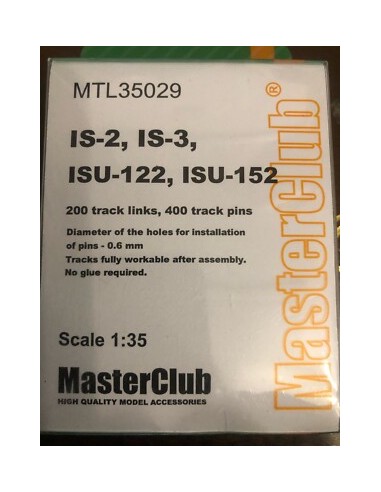 MTL35029
IS-2, IS-3,
ISU-122, ISU-152
200 track links, 400 track pins
Diameter of the holes for installation
of pins - 0.6 mm
Tracks fully workable after assembly.
No glue required.
Scale 1:35
MasterClub
HIGH QUALITY MODEL ACCESSORIES
MasterClub®